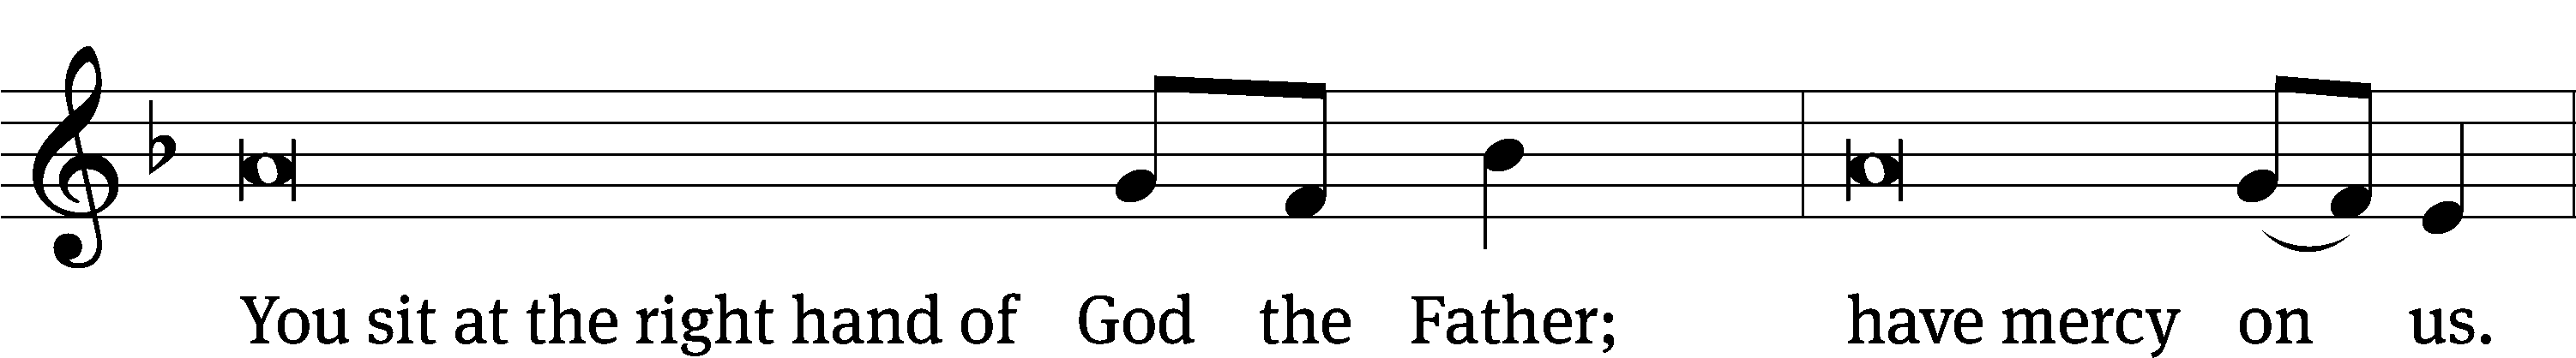 You sit at the right hand of God the Father; have mercy on us.